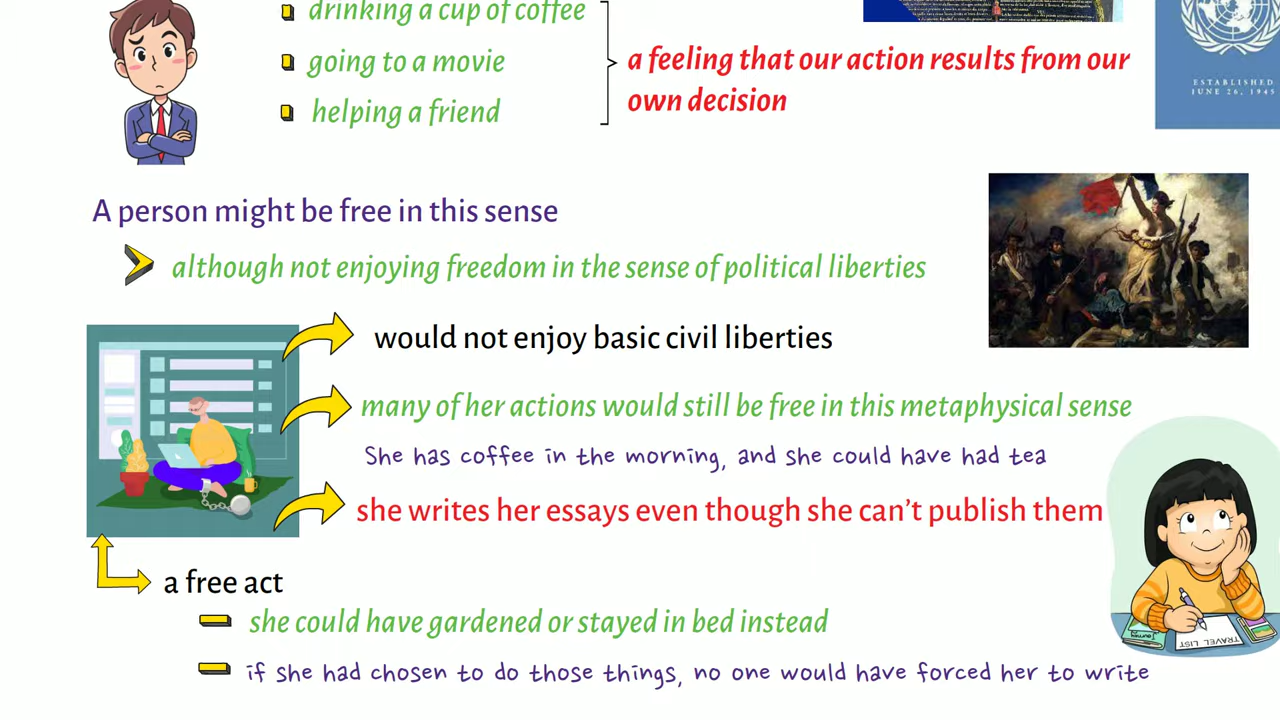 drinking a cup of coffee
going to a movie
helping a friend
a feeling that our action results from our
own decision
ESTABLISHED
JUNE 26, 1945
A person might be free in this sense
although not enjoying freedom in the sense of political liberties
would not enjoy basic civil liberties
many of her actions would still be free in this metaphysical sense
She has coffee in the morning, and she could have had tea
she writes her essays even though she can't publish them
a free act
she could have gardened or stayed in bed instead
if she had chosen to do those things, no one would have forced her to write
TRAVEL LIST